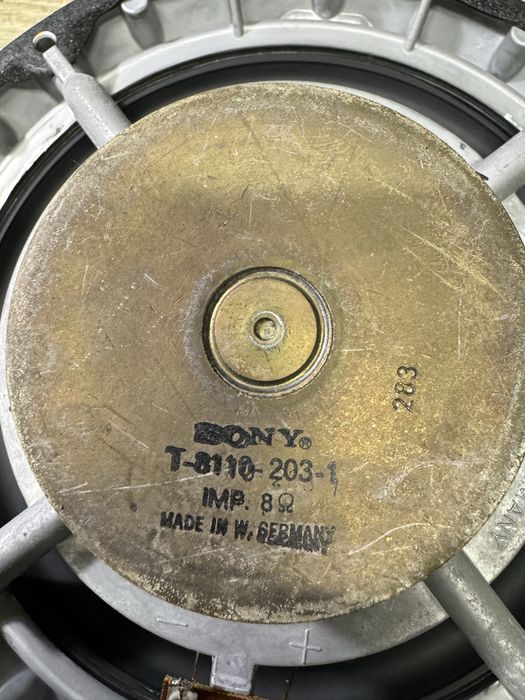 SONY®
T-8110-203-1
IMP. 8Ω
MADE IN W. GERMANY
283